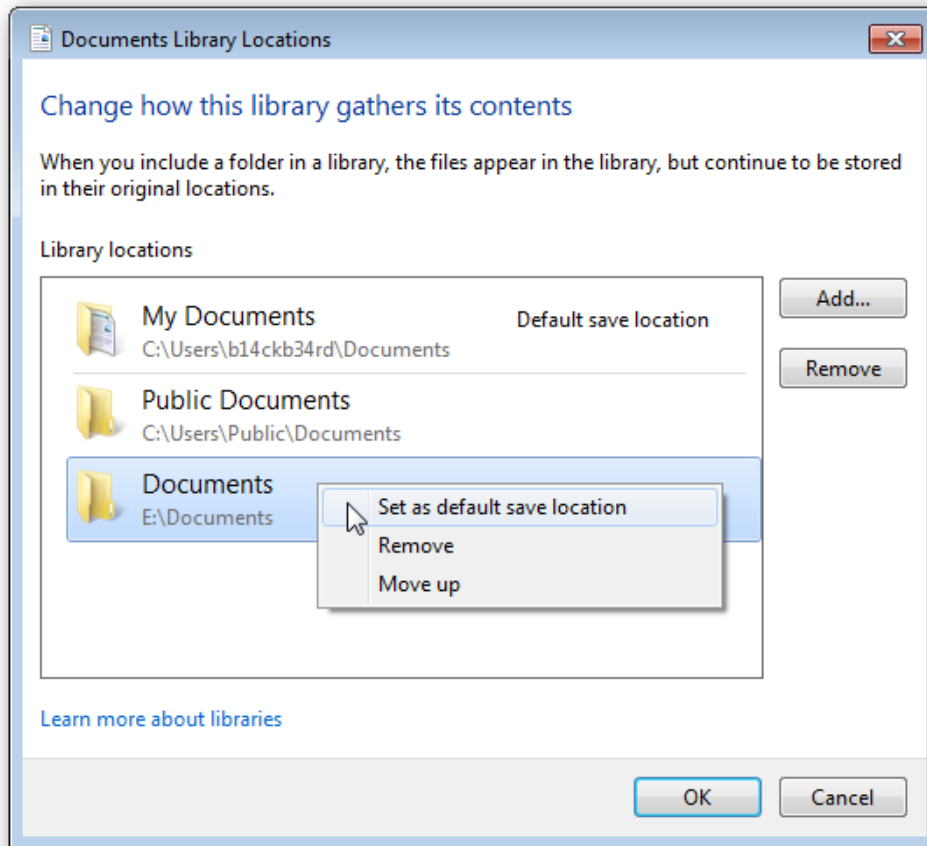 Documents Library Locations
Change how this library gathers its contents
When you include a folder in a library, the files appear in the library, but continue to be stored
in their original locations.
Library locations
My Documents
Default save location
C:\Users\b14ckb34rd\Documents
Public Documents
C:\Users\Public\Documents
Documents
E:\Documents
Set as default save location
Remove
Move up
Add...
Remove
Learn more about libraries
OK
Cancel